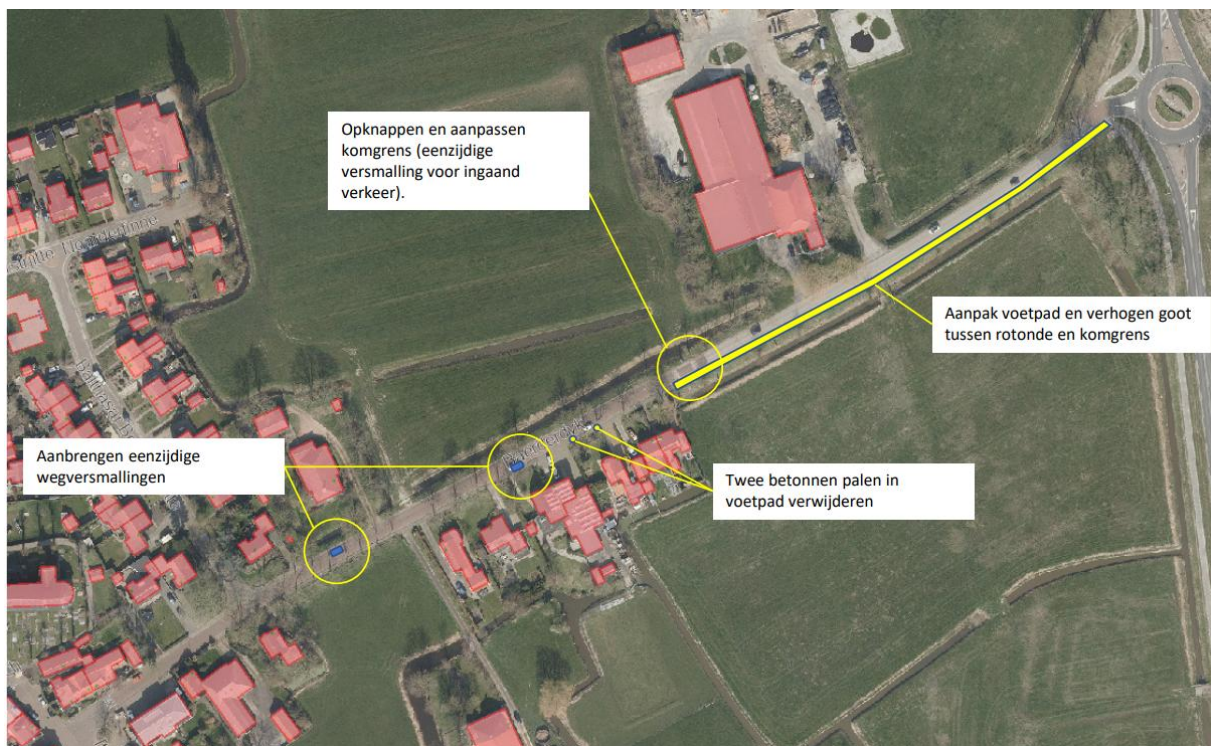 Opknappen en aanpassen
komgrens (eenzijdige
versmalling voor ingaand
verkeer).
Aanpak voetpad en verhogen goot
tussen rotonde en komgrens
Aanbrengen eenzijdige
wegversmallingen
Twee betonnen palen in
voetpad verwijderen